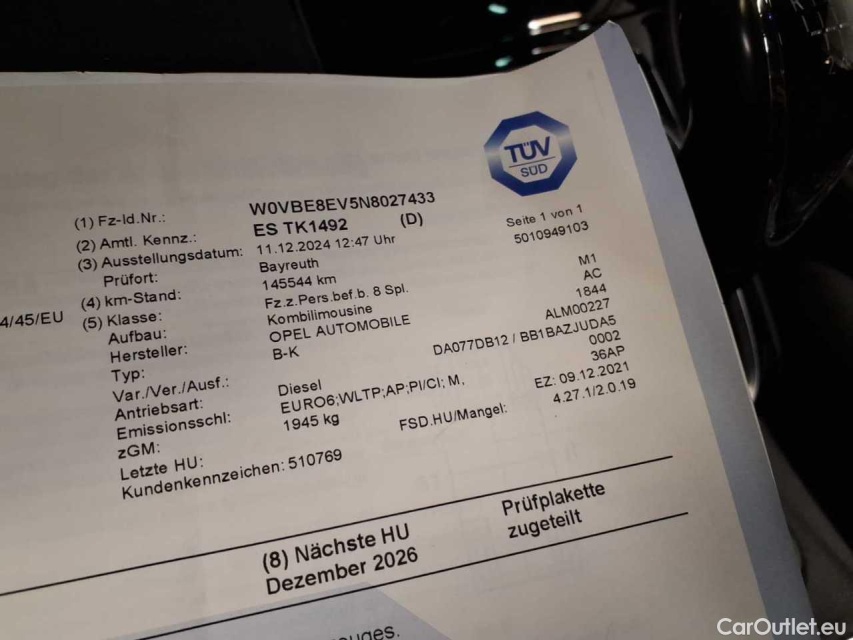 TÜV
SÜD
(1) Fz-Id.Nr.: W0VBE8EV5N8027433
(2) Amtl. Kennz.: ES TK1492 (D) Seite 1 von 1
(3) Ausstellungsdatum: 11.12.2024 12:47 Uhr 5010949103
Prüfort: Bayreuth
(4) km-Stand: 145544 km
4/45/EU (5) Klasse: Fz.z.Pers.bef.b. 8 Spl. M1
Aufbau: Kombilimousine AC
Hersteller: OPEL AUTOMOBILE 1844
Typ: B-K ALM00227
Var./Ver./Ausf.: DA077DB12 / BB1BAZJUDA5
Antriebsart: Diesel 0002
Emissionsschl: EURO6;WLTP;AP;PI/CI; M, 36AP
zGM: 1945 kg EZ: 09.12.2021
Letzte HU: FSD.HU/Mangel: 4.27.1/2.0.19
Kundenkennzeichen: 510769
(8) Nächste HU Prüfplakette
Dezember 2026 zugeteilt
CarOutlet.eu